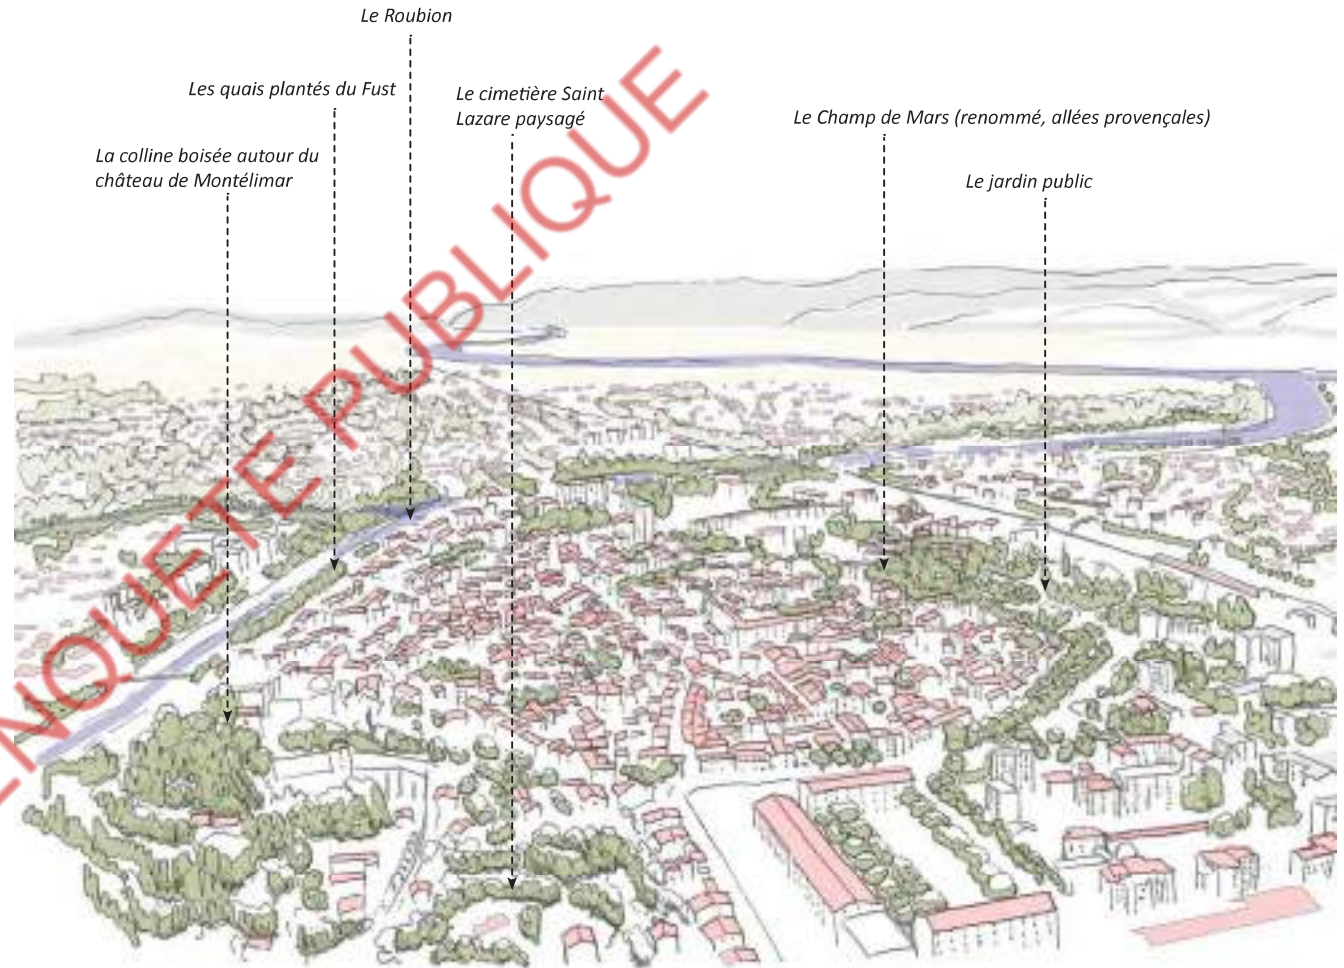 Le Roubion
Les quais plantés du Fust
Le cimetière Saint
Lazare paysagé
Le Champ de Mars (renommé, allées provençales)
La colline boisée autour du
château de Montélimar
Le jardin public
ENQUETE PUBLIQUE